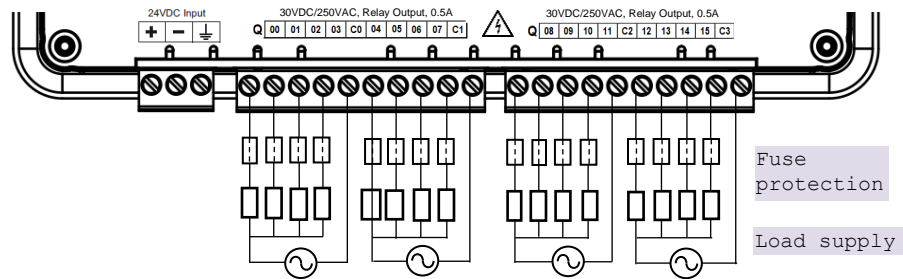 24VDC Input
30VDC/250VAC, Relay Output, 0.5A
30VDC/250VAC, Relay Output, 0.5A
+ −
Q 00 01 02 03 C0 04 05 06 07 C1
Q 08 09 10 11 C2 12 13 14 15 C3
Fuse
protection
Load supply